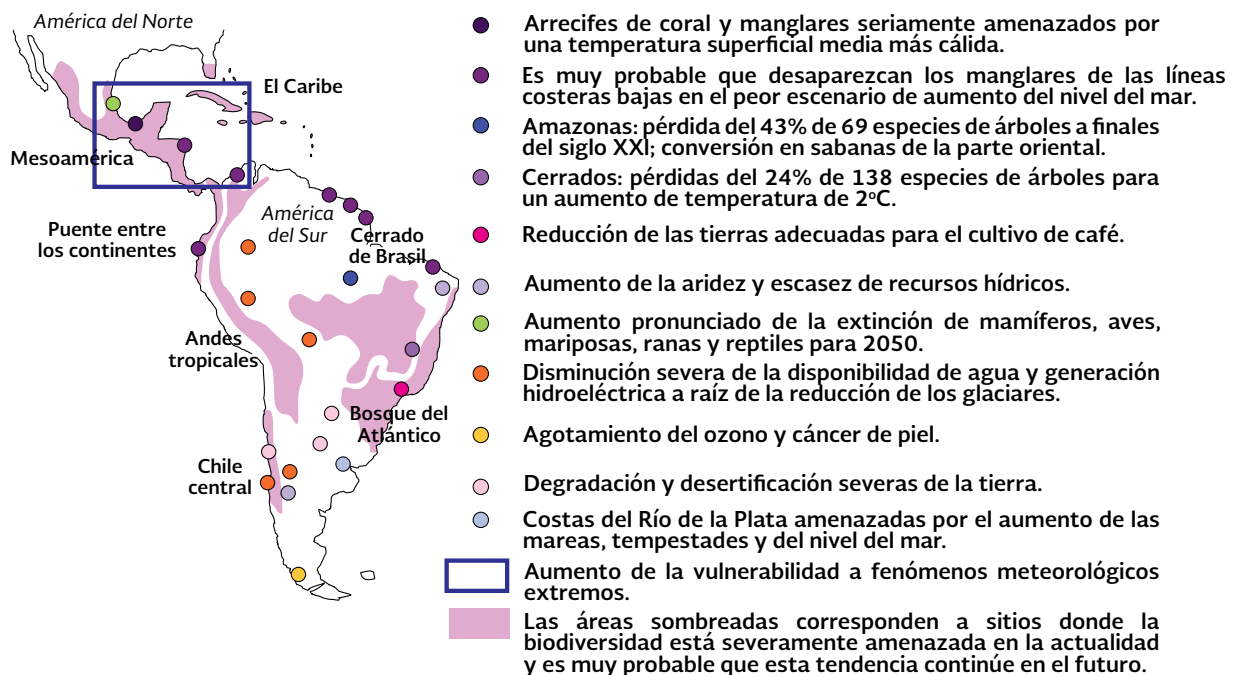 América del Norte
El Caribe
Mesoamérica
Puente entre
los continentes
América
del Sur
Cerrado
de Brasil
Andes
tropicales
Bosque del
Atlántico
Chile
central
Arrecifes de coral y manglares seriamente amenazados por
una temperatura superficial media más cálida.
Es muy probable que desaparezcan los manglares de las líneas
costeras bajas en el peor escenario de aumento del nivel del mar.
Amazonas: pérdida del 43% de 69 especies de árboles a finales
del siglo XXI; conversión en sabanas de la parte oriental.
Cerrados: pérdidas del 24% de 138 especies de árboles para
un aumento de temperatura de 2ºC.
Reducción de las tierras adecuadas para el cultivo de café.
Aumento de la aridez y escasez de recursos hídricos.
Aumento pronunciado de la extinción de mamíferos, aves,
mariposas, ranas y reptiles para 2050.
Disminución severa de la disponibilidad de agua y generación
hidroeléctrica a raíz de la reducción de los glaciares.
Agotamiento del ozono y cáncer de piel.
Degradación y desertificación severas de la tierra.
Costas del Río de la Plata amenazadas por el aumento de las
mareas, tempestades y del nivel del mar.
Aumento de la vulnerabilidad a fenómenos meteorológicos
extremos.
Las áreas sombreadas corresponden a sitios donde la
biodiversidad está severamente amenazada en la actualidad
y es muy probable que esta tendencia continúe en el futuro.